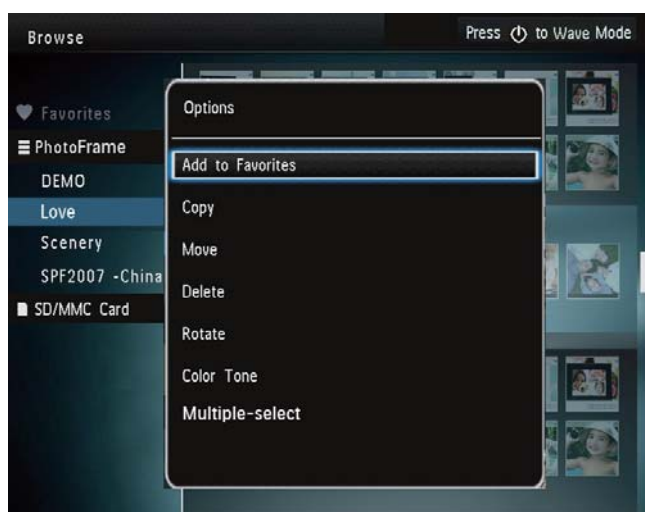 Browse
Press to Wave Mode
Favorites
PhotoFrame
DEMO
Love
Scenery
SPF2007 -China
SD/MMC Card
Options
Add to Favorites
Copy
Move
Delete
Rotate
Color Tone
Multiple-select